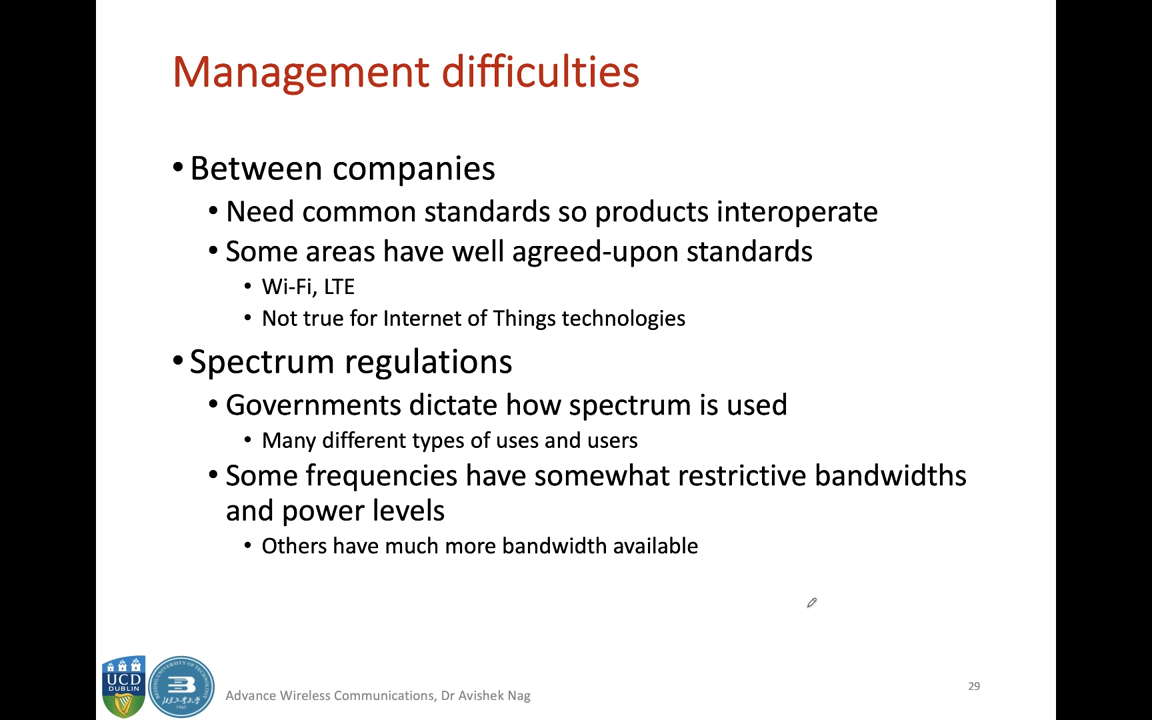 Management difficulties
• Between companies
• Need common standards so products interoperate
• Some areas have well agreed-upon standards
• Wi-Fi, LTE
• Not true for Internet of Things technologies
• Spectrum regulations
• Governments dictate how spectrum is used
• Many different types of uses and users
• Some frequencies have somewhat restrictive bandwidths
and power levels
• Others have much more bandwidth available
UCD
DUBLIN
Advance Wireless Communications, Dr Avishek Nag
29